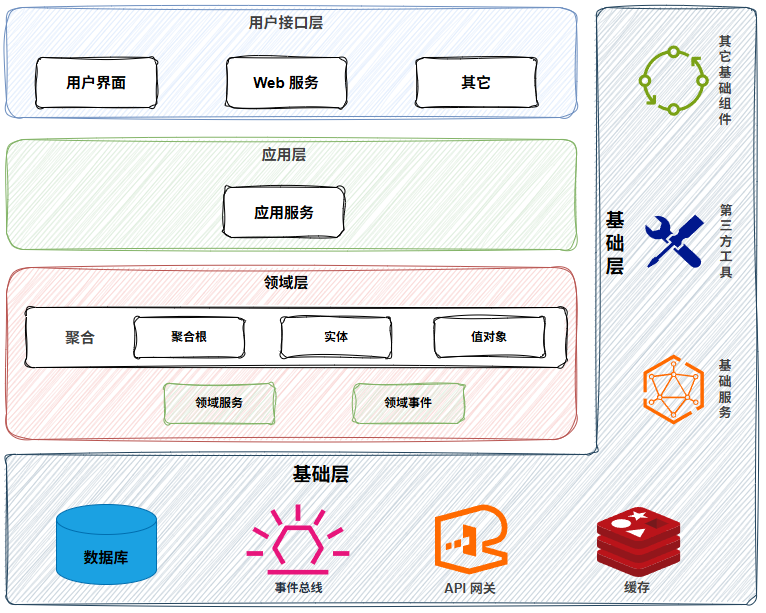 用户接口层
用户界面
Web 服务
其它
应用层
应用服务
领域层
聚合
聚合根
实体
值对象
领域服务
领域事件
基础层
其它基础组件
第三方工具
基础服务
基础层
数据库
事件总线
API 网关
缓存